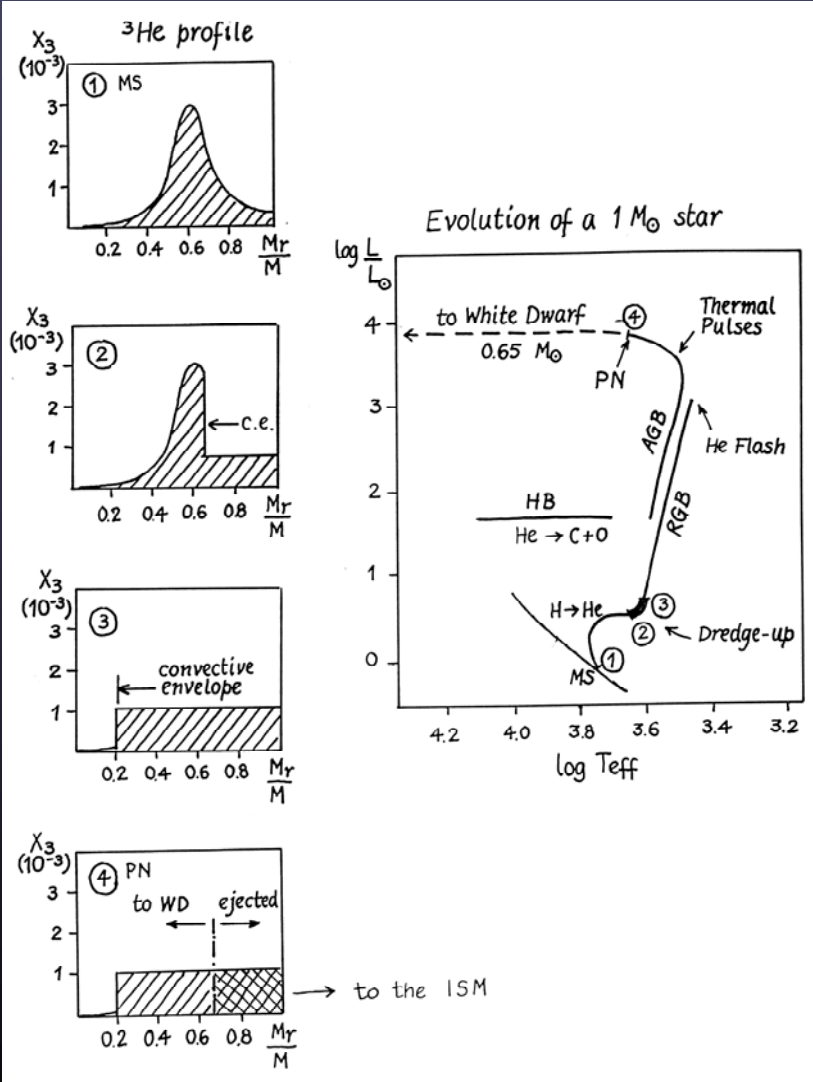 ³He profile
X₃
(10⁻³)
① MS
3
2
1
0.2 0.4 0.6 0.8 Mr/M
X₃
(10⁻³)
②
3
2
1
← c.e.
0.2 0.4 0.6 0.8 Mr/M
X₃
(10⁻³)
③
3
2
1
convective
envelope
0.2 0.4 0.6 0.8 Mr/M
X₃
(10⁻³)
④ PN
3
2
1
to WD ejected
→ to the ISM
0.2 0.4 0.6 0.8 Mr/M
Evolution of a 1 M☉ star
log L/L☉
4
3
2
1
0
to White Dwarf
0.65 M☉
④
PN
Thermal
Pulses
AGB
He Flash
RGB
HB
He → C+O
H→He
③
②
Dredge-up
MS ①
4.2 4.0 3.8 3.6 3.4 3.2
log Teff